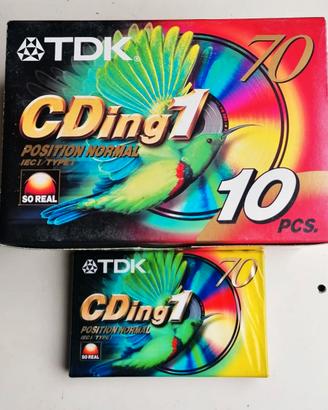 TDK®
70
CDing1
POSITION NORMAL
IEC I / TYPE I
SO REAL
10
PCS.
TDK®
70
CDing1
POSITION NORMAL
IEC I / TYPE I
SO REAL